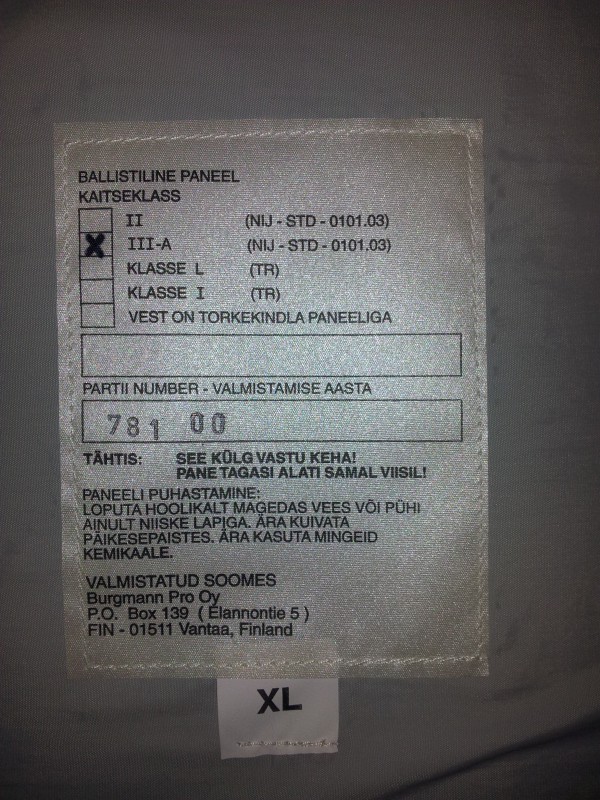 BALLISTILINE PANEEL
KAITSEKLASS
II (NIJ - STD - 0101.03)
X III-A (NIJ - STD - 0101.03)
KLASSE L (TR)
KLASSE I (TR)
VEST ON TORKEKINDLA PANEELIGA
PARTII NUMBER - VALMISTAMISE AASTA
781 00
TÄHTIS: SEE KÜLG VASTU KEHA!
PANE TAGASI ALATI SAMAL VIISIL!
PANEELI PUHASTAMINE:
LOPUTA HOOLIKALT MAGEDAS VEES VÕI PÜHI
AINULT NIISKE LAPIGA. ÄRA KUIVATA
PÄIKESEPAISTES. ÄRA KASUTA MINGEID
KEMIKAALE.
VALMISTATUD SOOMES
Burgmann Pro Oy
P.O. Box 139 ( Elannontie 5 )
FIN - 01511 Vantaa, Finland
XL